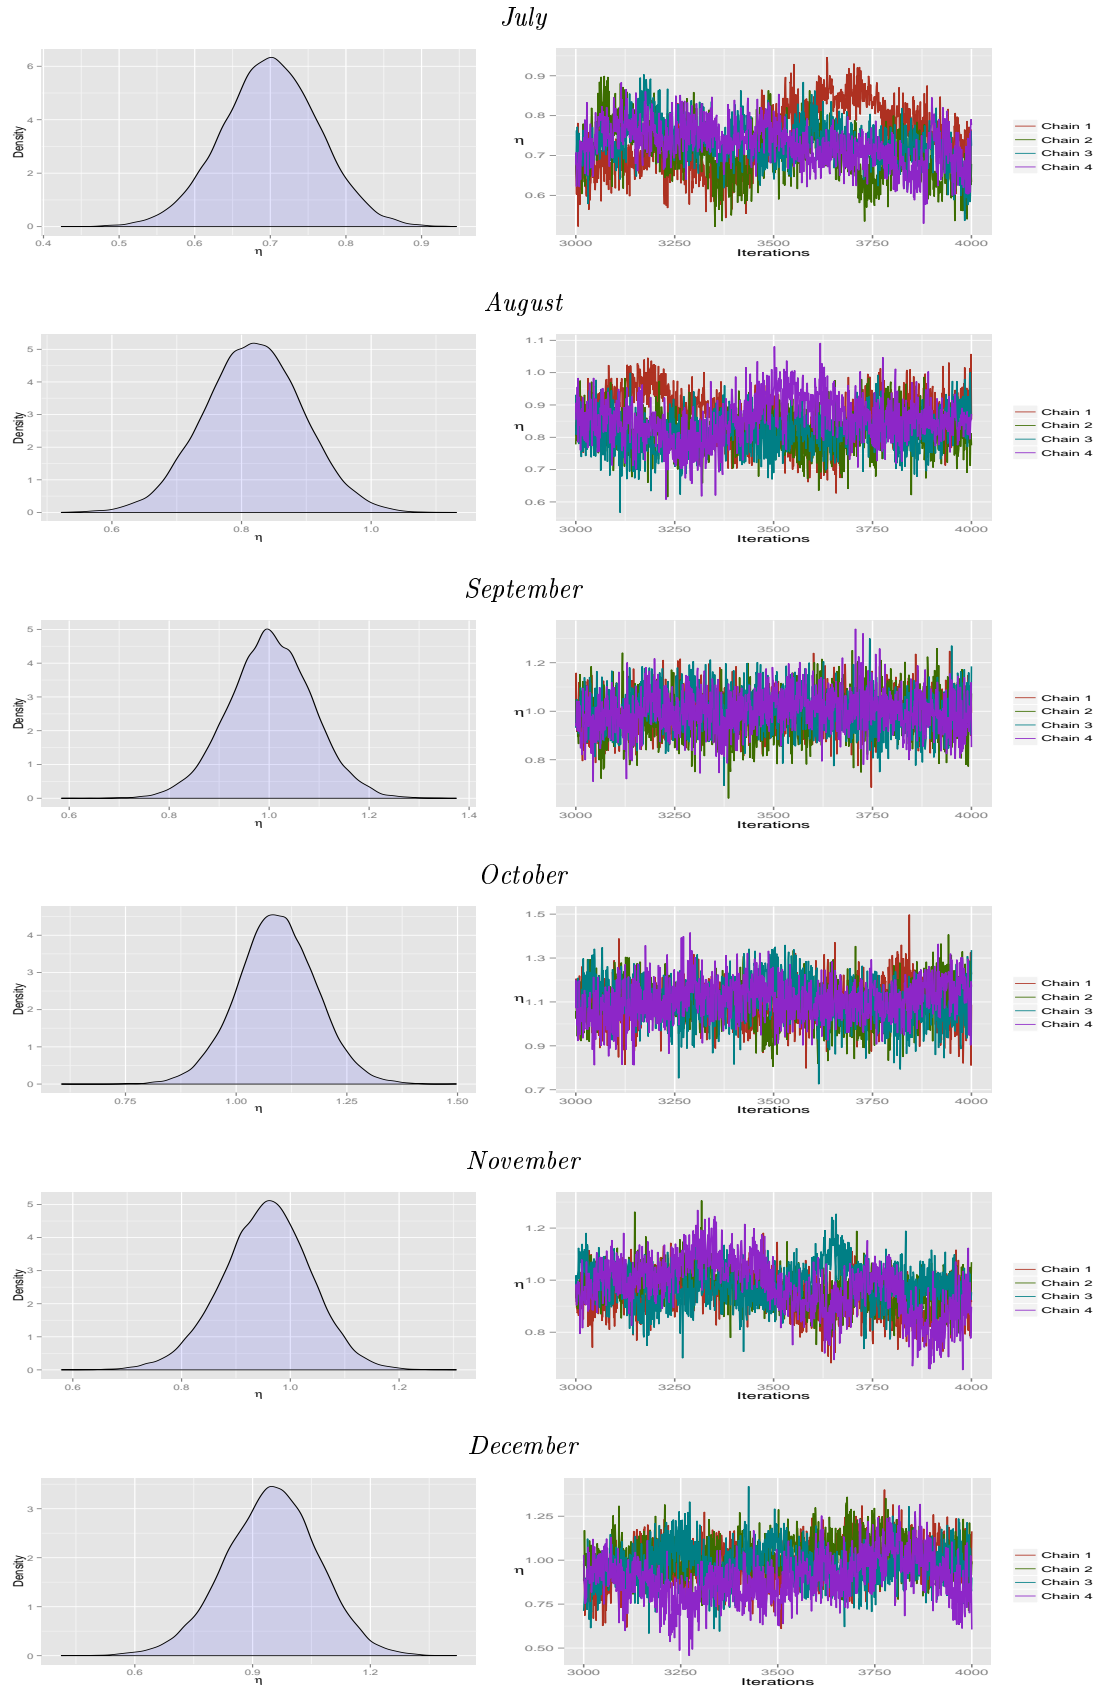 July
Density
6
4
2
0
0.4 0.5 0.6 0.7 0.8 0.9
η
η
0.9
0.8
0.7
0.6
3000 3250 3500 3750 4000
Iterations
Chain 1
Chain 2
Chain 3
Chain 4
August
Density
5
4
3
2
1
0
0.6 0.8 1.0
η
η
1.1
1.0
0.9
0.8
0.7
0.6
3000 3250 3500 3750 4000
Iterations
Chain 1
Chain 2
Chain 3
Chain 4
September
Density
5
4
3
2
1
0
0.6 0.8 1.0 1.2 1.4
η
η
1.2
1.0
0.8
3000 3250 3500 3750 4000
Iterations
Chain 1
Chain 2
Chain 3
Chain 4
October
Density
4
3
2
1
0
0.75 1.00 1.25 1.50
η
η
1.5
1.3
1.1
0.9
0.7
3000 3250 3500 3750 4000
Iterations
Chain 1
Chain 2
Chain 3
Chain 4
November
Density
5
4
3
2
1
0
0.6 0.8 1.0 1.2
η
η
1.2
1.0
0.8
3000 3250 3500 3750 4000
Iterations
Chain 1
Chain 2
Chain 3
Chain 4
December
Density
3
2
1
0
0.6 0.9 1.2
η
η
1.25
1.00
0.75
0.50
3000 3250 3500 3750 4000
Iterations
Chain 1
Chain 2
Chain 3
Chain 4